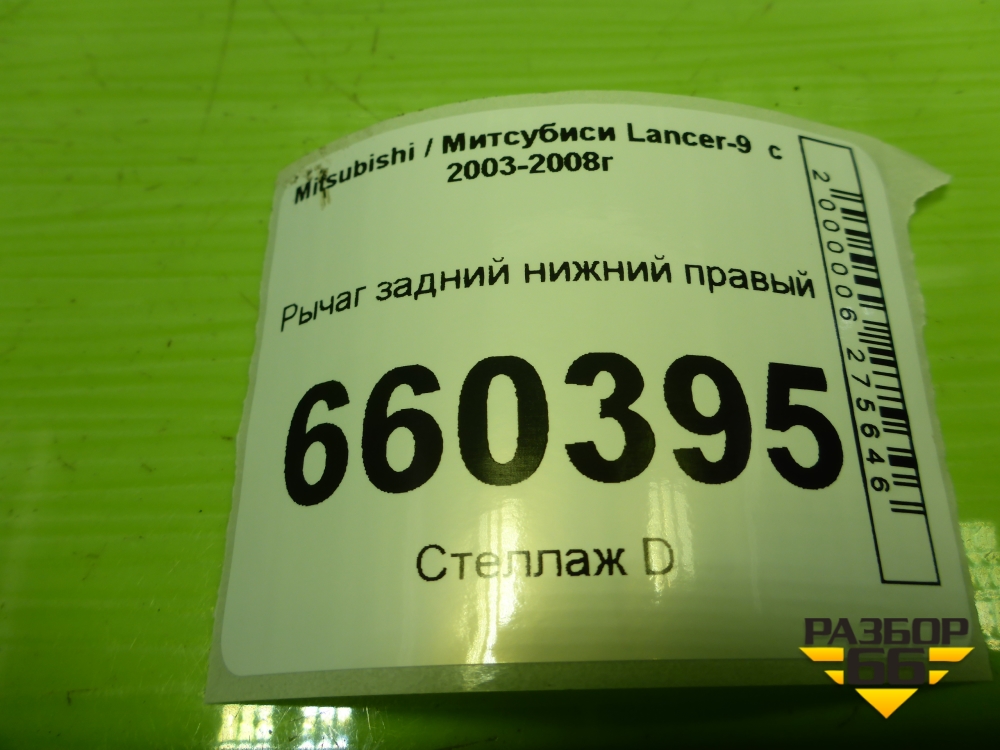 Mitsubishi / Митсубиси Lancer-9 с
2003-2008г
Рычаг задний нижний правый
660395
Стеллаж D
2000006275646
РАЗБОР
66